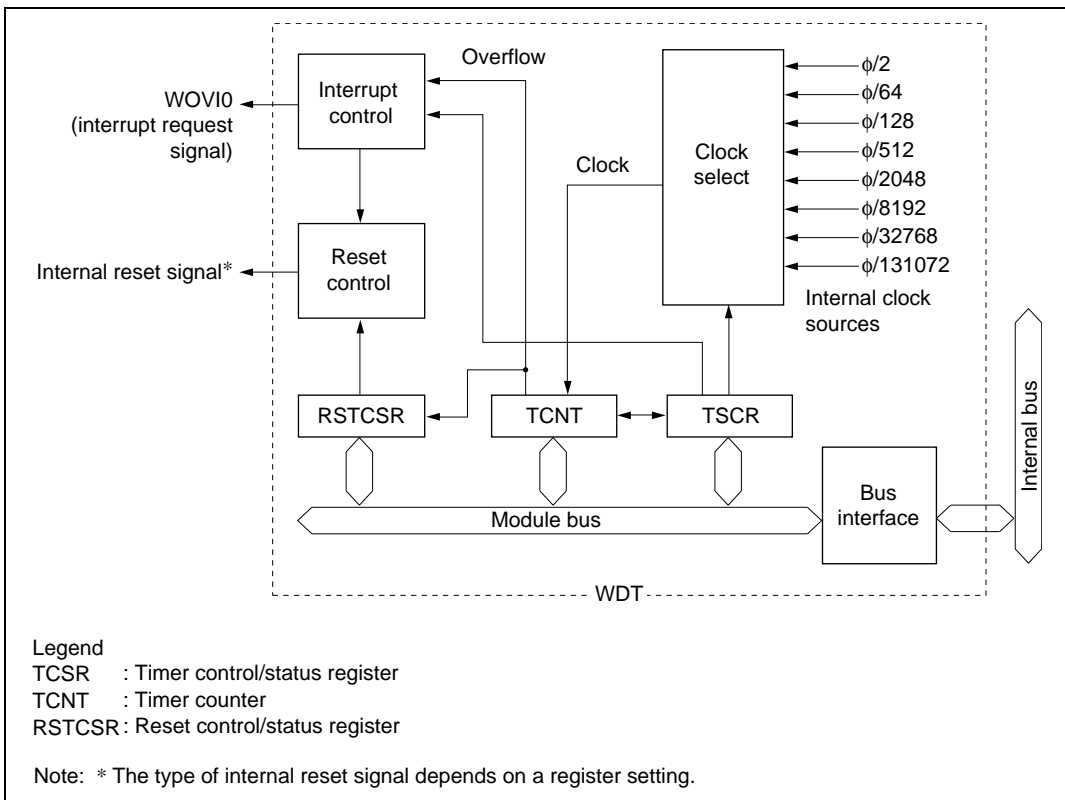 Overflow
Interrupt
control
WOVI0
(interrupt request
signal)
Clock
Clock
select
ϕ/2
ϕ/64
ϕ/128
ϕ/512
ϕ/2048
ϕ/8192
ϕ/32768
ϕ/131072
Internal clock
sources
Reset
control
Internal reset signal*
RSTCSR
TCNT
TSCR
Module bus
Bus
interface
Internal bus
WDT
Legend
TCSR : Timer control/status register
TCNT : Timer counter
RSTCSR : Reset control/status register
Note: * The type of internal reset signal depends on a register setting.